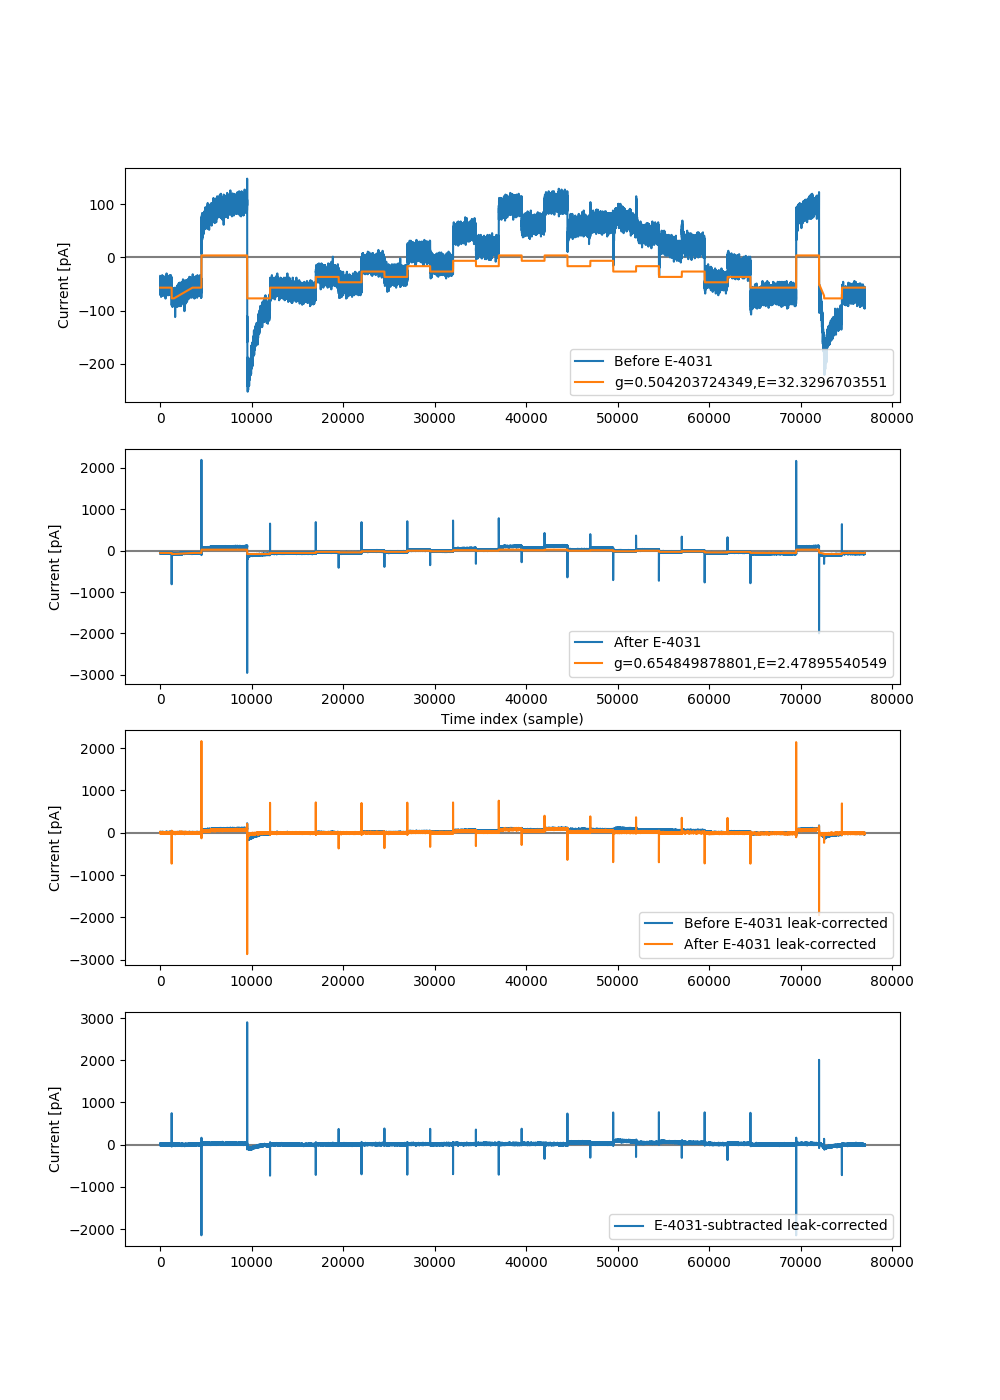 100
0
−100
−200
Current [pA]
Before E-4031
g=0.504203724349,E=32.3296703551
0 10000 20000 30000 40000 50000 60000 70000 80000
2000
1000
0
−1000
−2000
−3000
Current [pA]
After E-4031
g=0.654849878801,E=2.47895540549
0 10000 20000 30000 40000 50000 60000 70000 80000
Time index (sample)
2000
1000
0
−1000
−2000
−3000
Current [pA]
Before E-4031 leak-corrected
After E-4031 leak-corrected
0 10000 20000 30000 40000 50000 60000 70000 80000
3000
2000
1000
0
−1000
−2000
Current [pA]
E-4031-subtracted leak-corrected
0 10000 20000 30000 40000 50000 60000 70000 80000